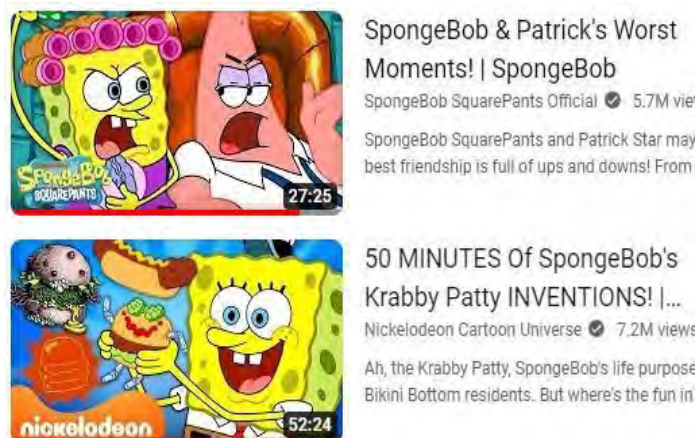 SpongeBob & Patrick's Worst
Moments! | SpongeBob
SpongeBob SquarePants Official 5.7M vie
SpongeBob SquarePants and Patrick Star may
best friendship is full of ups and downs! From
SpongeBob
SQUAREPANTS
27:25
50 MINUTES Of SpongeBob's
Krabby Patty INVENTIONS! |...
Nickelodeon Cartoon Universe 7.2M views
Ah, the Krabby Patty, SpongeBob's life purpose
Bikini Bottom residents. But where's the fun in
nickelodeon
52:24